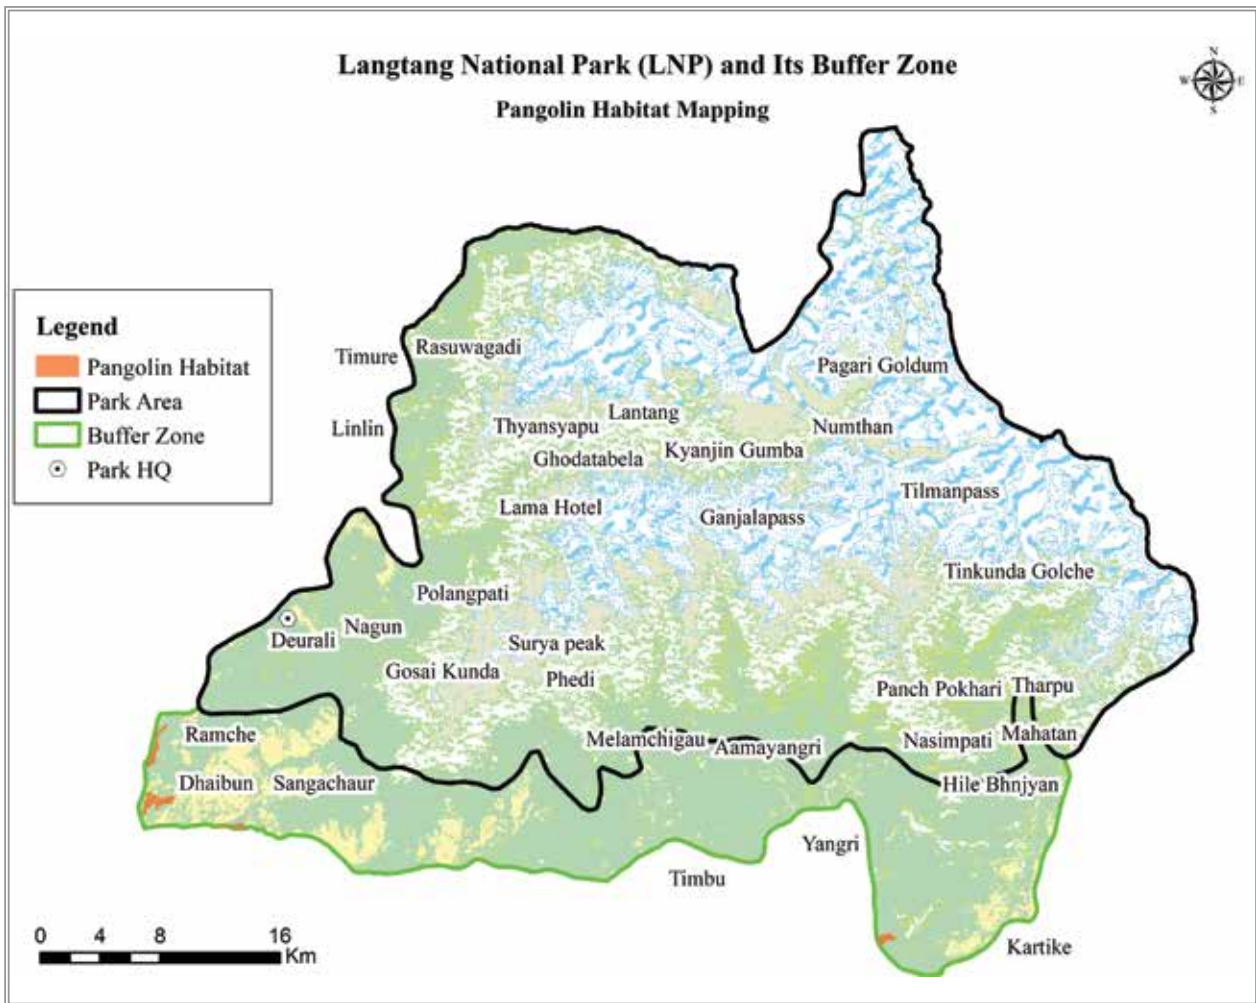 Langtang National Park (LNP) and Its Buffer Zone
Pangolin Habitat Mapping
N
W E
S
Legend
Pangolin Habitat
Park Area
Buffer Zone
Park HQ
Timure
Rasuwagadi
Pagari Goldum
Linlin
Thyansyapu
Lantang
Numthan
Ghodatabela
Kyanjin Gumba
Tilmanpass
Lama Hotel
Ganjalapass
Tinkunda Golche
Polangpati
Deurali
Nagun
Surya peak
Gosai Kunda
Phedi
Panch Pokhari
Tharpu
Ramche
Melamchigau
Aamayangri
Nasimpati
Mahatan
Dhaibun
Sangachaur
Hile Bhnjyan
Yangri
Timbu
Kartike
0 4 8 16
Km